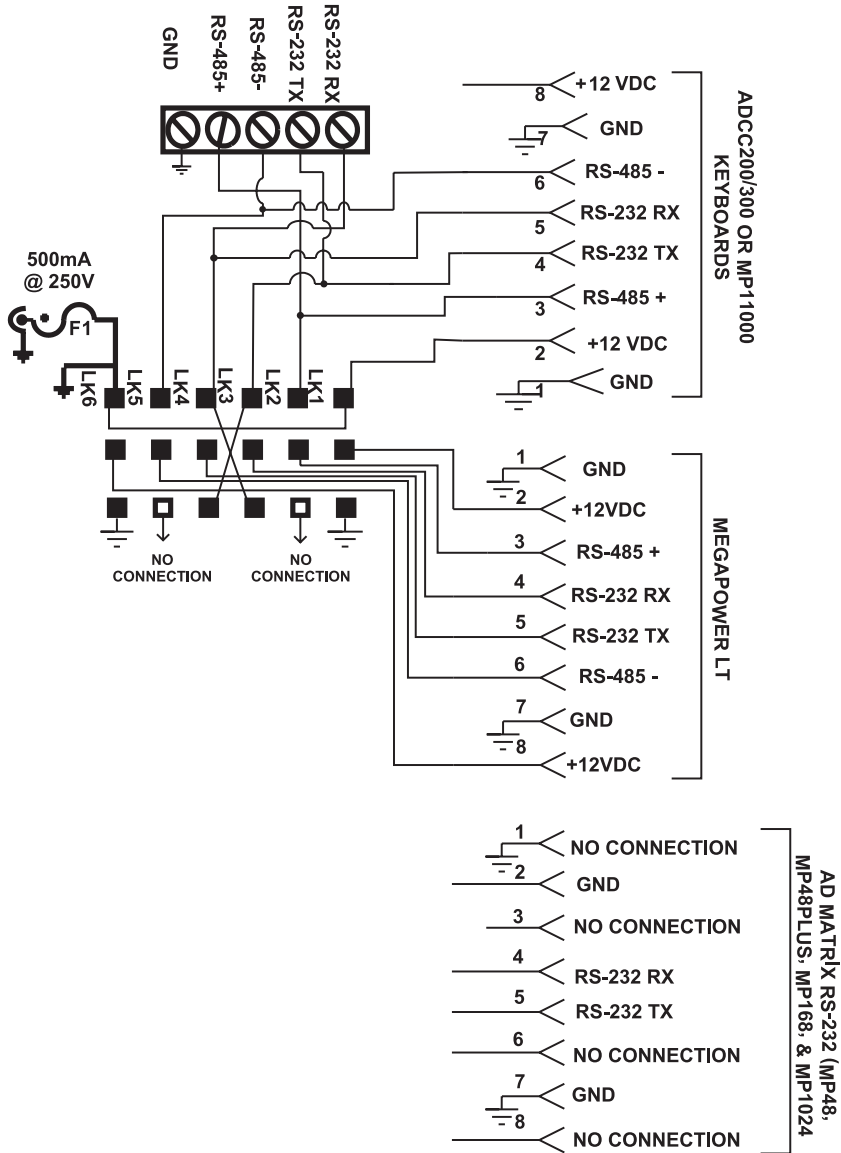 GND
RS-485+
RS-485-
RS-232 TX
RS-232 RX
500mA
@ 250V
F1
LK6
LK5
LK4
LK3
LK2
LK1
8
+12 VDC
7
GND
6
RS-485 -
5
RS-232 RX
4
RS-232 TX
3
RS-485 +
2
+12 VDC
1
GND
ADCC200/300 OR MP11000
KEYBOARDS
NO
CONNECTION
NO
CONNECTION
1
GND
2
+12VDC
3
RS-485 +
4
RS-232 RX
5
RS-232 TX
6
RS-485 -
7
GND
8
+12VDC
MEGAPOWER LT
1
NO CONNECTION
2
GND
3
NO CONNECTION
4
RS-232 RX
5
RS-232 TX
6
NO CONNECTION
7
GND
8
NO CONNECTION
AD MATRIX RS-232 (MP48,
MP48PLUS, MP168, & MP1024